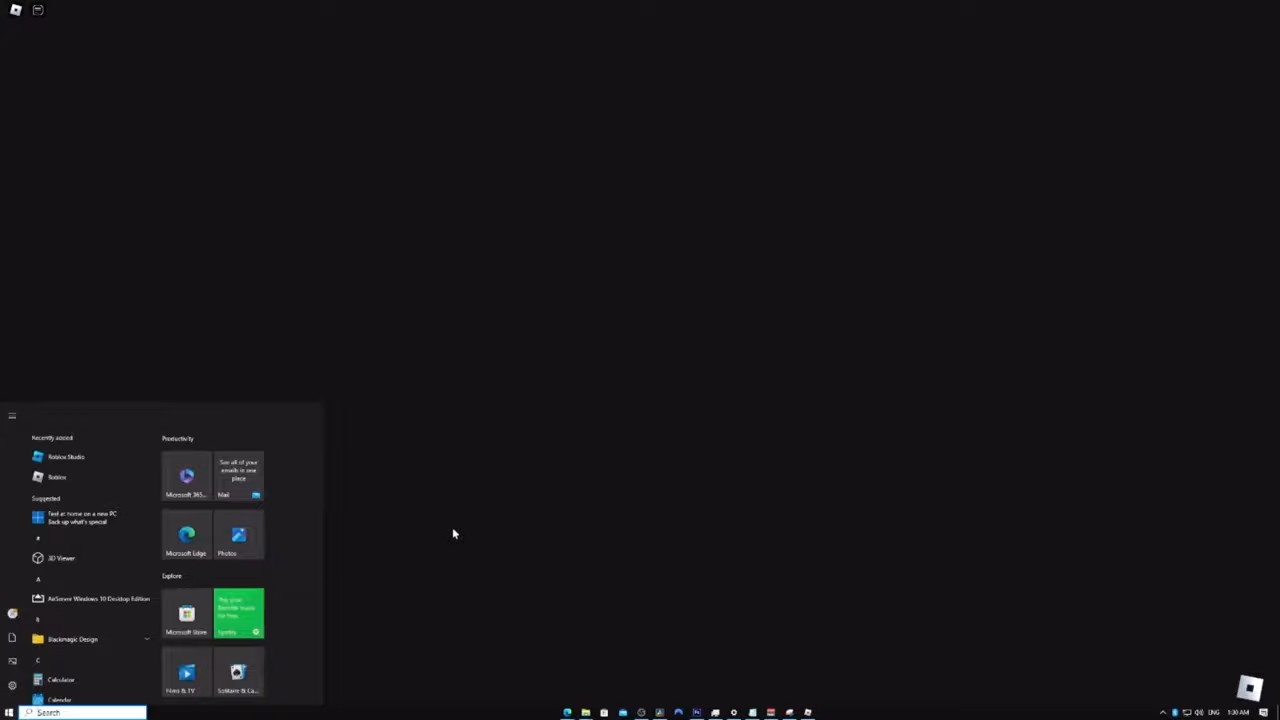 Recently added
Roblox Studio
Roblox
Suggested
Feel at home on a new PC
Back up what's special
#
3D Viewer
A
AirServer Windows 10 Desktop Edition
B
Blackmagic Design
C
Calculator
Calendar
Productivity
Microsoft 365...
See all of your
emails in one
place
Mail
Microsoft Edge
Photos
Explore
Microsoft Store
Spotify
Films & TV
Solitaire & Ca...
Search
ENG
1:30 AM